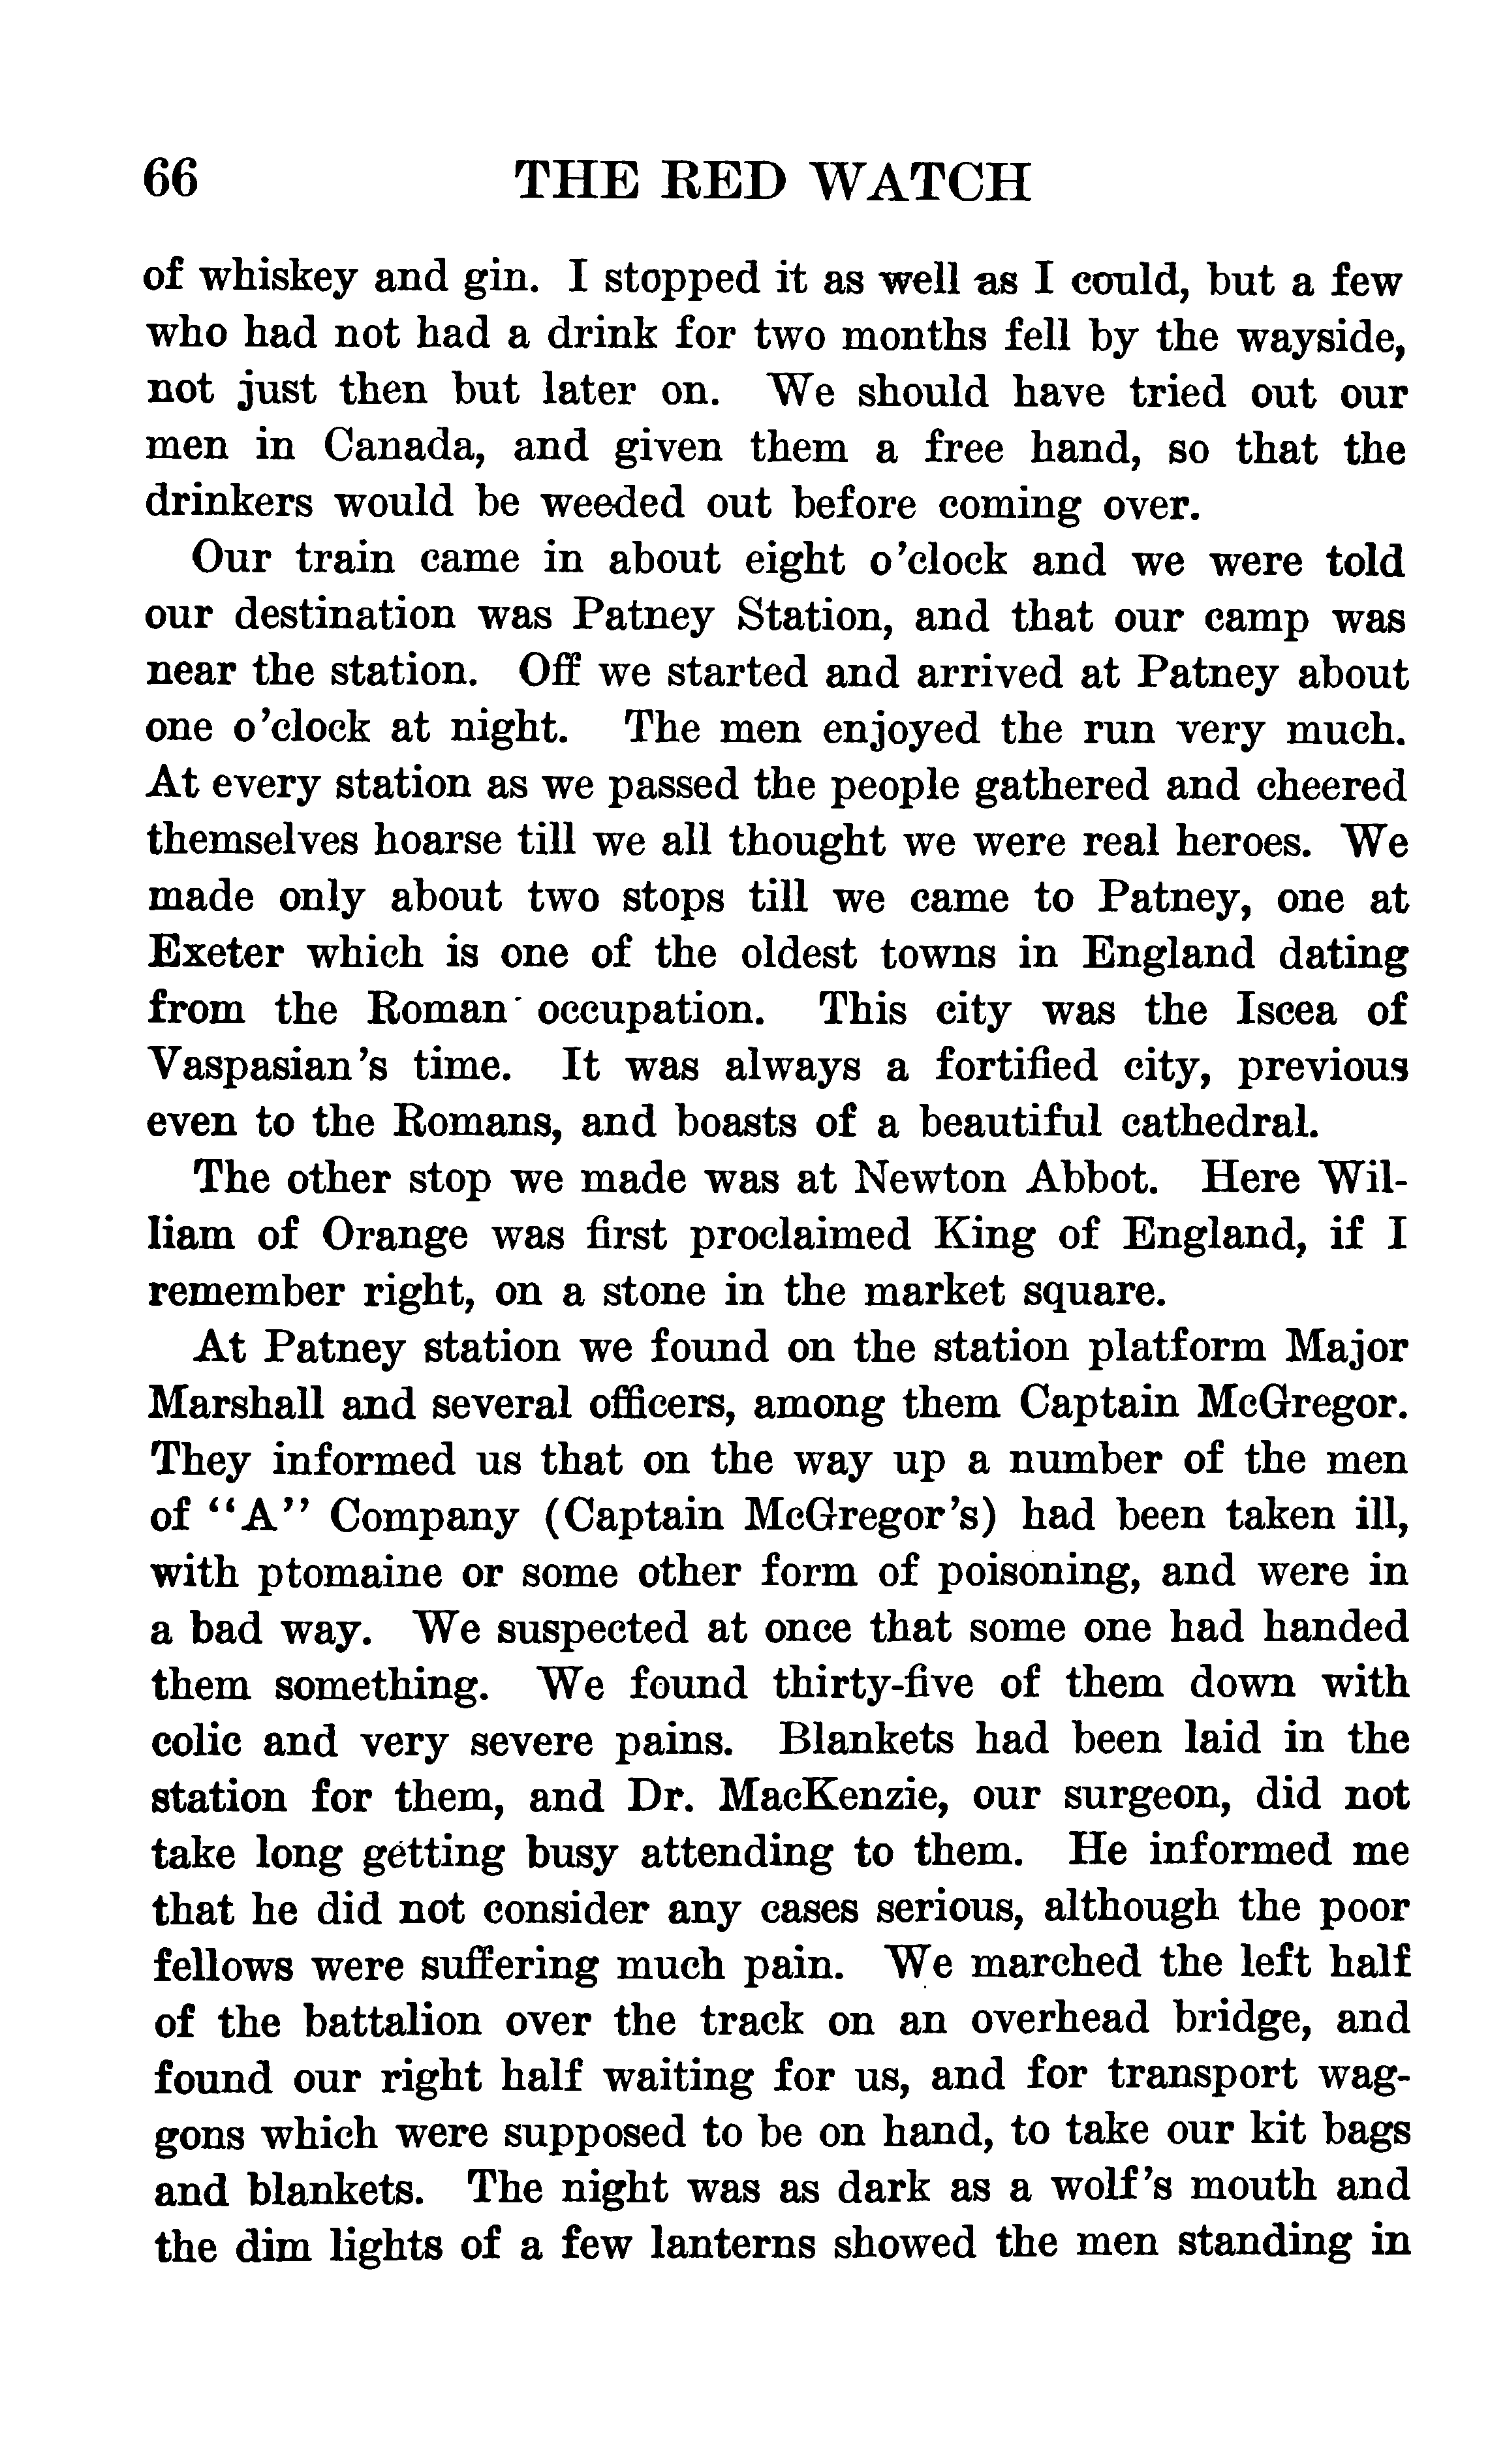 66 THE RED WATCH
of whiskey and gin. I stopped it as well as I could, but a few
who had not had a drink for two months fell by the wayside,
not just then but later on. We should have tried out our
men in Canada, and given them a free hand, so that the
drinkers would be weeded out before coming over.
Our train came in about eight o'clock and we were told
our destination was Patney Station, and that our camp was
near the station. Off we started and arrived at Patney about
one o'clock at night. The men enjoyed the run very much.
At every station as we passed the people gathered and cheered
themselves hoarse till we all thought we were real heroes. We
made only about two stops till we came to Patney, one at
Exeter which is one of the oldest towns in England dating
from the Roman occupation. This city was the Iscea of
Vaspasian's time. It was always a fortified city, previous
even to the Romans, and boasts of a beautiful cathedral.
The other stop we made was at Newton Abbot. Here Wil-
liam of Orange was first proclaimed King of England, if I
remember right, on a stone in the market square.
At Patney station we found on the station platform Major
Marshall and several officers, among them Captain McGregor.
They informed us that on the way up a number of the men
of "A" Company (Captain McGregor's) had been taken ill,
with ptomaine or some other form of poisoning, and were in
a bad way. We suspected at once that some one had handed
them something. We found thirty-five of them down with
colic and very severe pains. Blankets had been laid in the
station for them, and Dr. MacKenzie, our surgeon, did not
take long getting busy attending to them. He informed me
that he did not consider any cases serious, although the poor
fellows were suffering much pain. We marched the left half
of the battalion over the track on an overhead bridge, and
found our right half waiting for us, and for transport wag-
gons which were supposed to be on hand, to take our kit bags
and blankets. The night was as dark as a wolf's mouth and
the dim lights of a few lanterns showed the men standing in